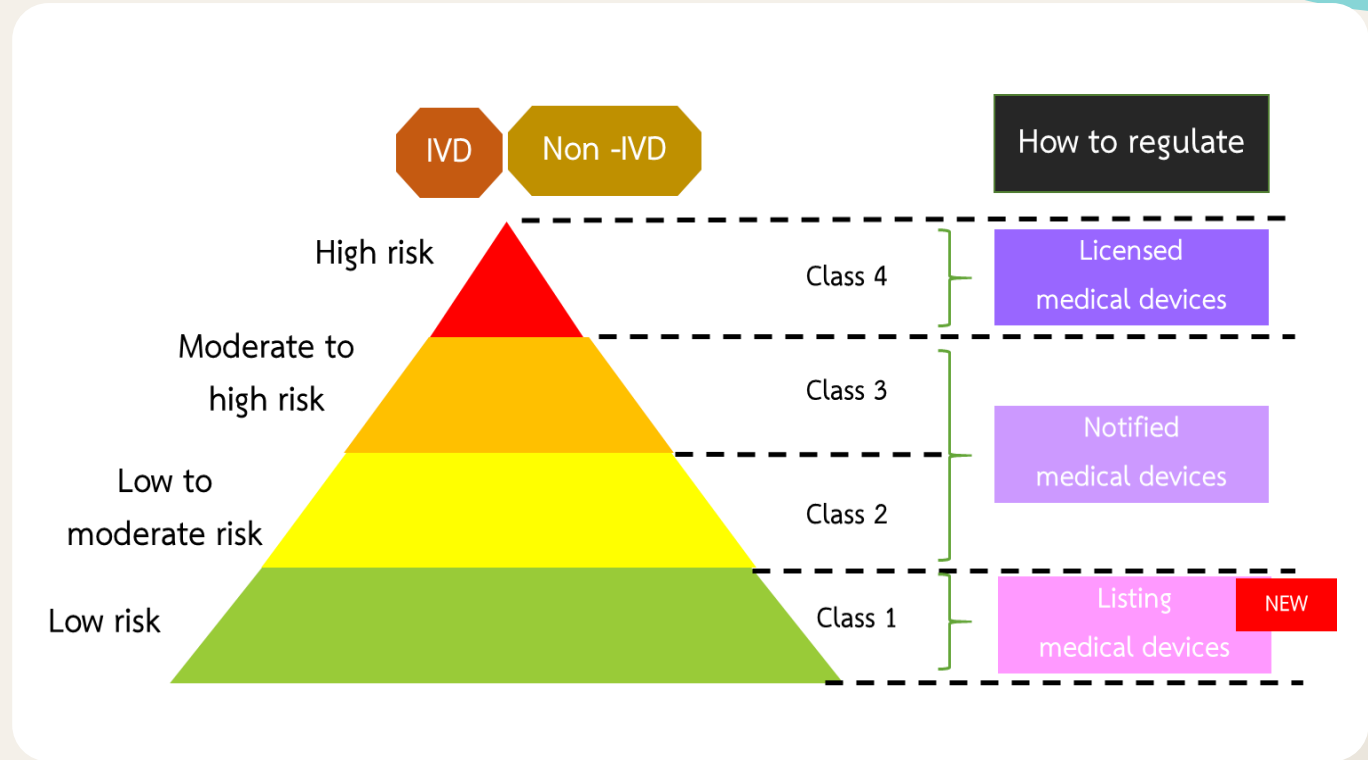 IVD
Non -IVD
How to regulate
High risk
Class 4
Licensed
medical devices
Moderate to
high risk
Class 3
Notified
medical devices
Low to
moderate risk
Class 2
Low risk
Class 1
Listing
medical devices
NEW